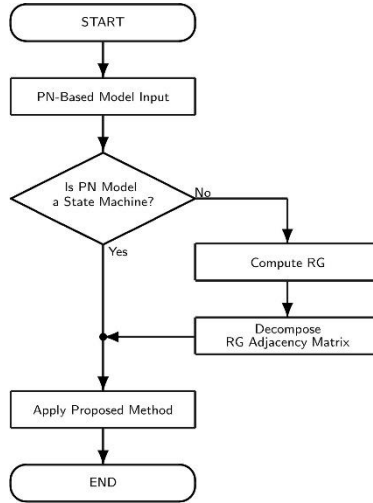 START
PN-Based Model Input
Is PN Model
a State Machine?
No
Yes
Compute RG
Decompose
RG Adjacency Matrix
Apply Proposed Method
END